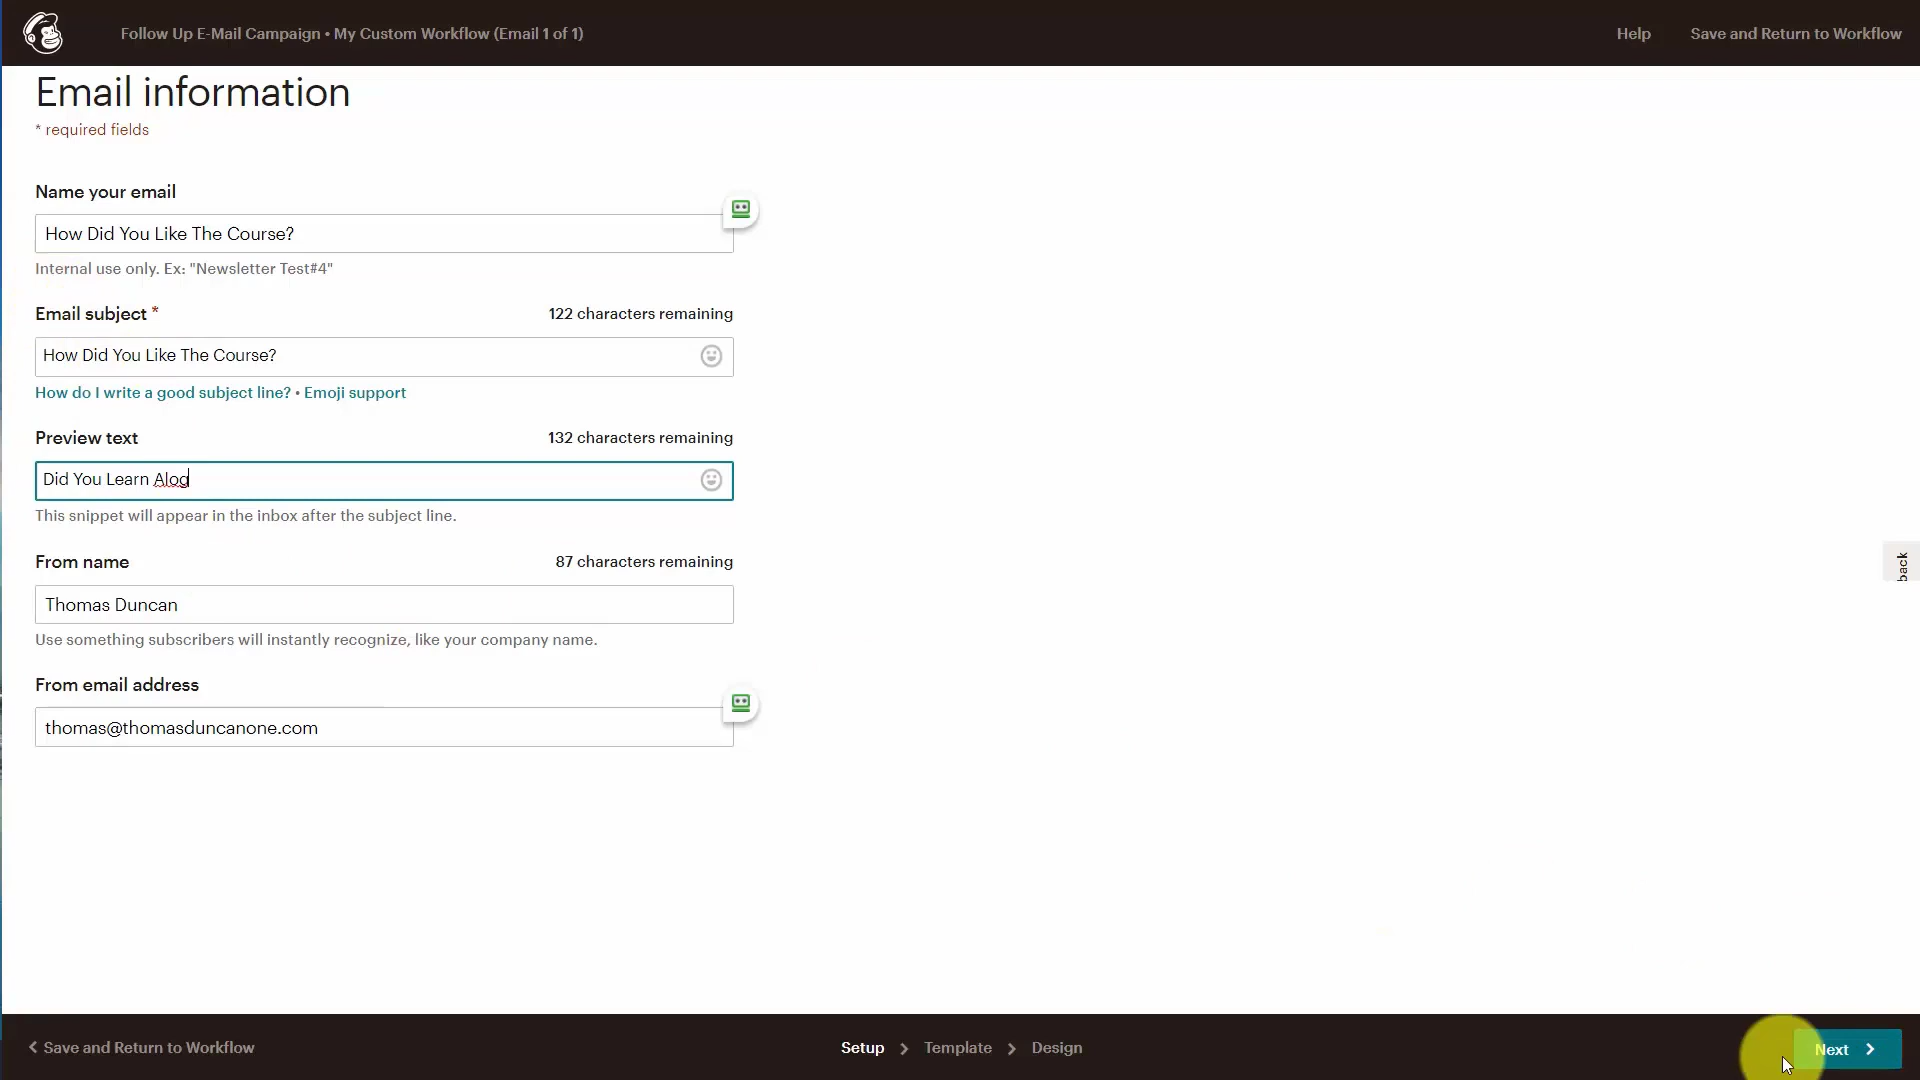 Follow Up E-Mail Campaign • My Custom Workflow (Email 1 of 1)
Help
Save and Return to Workflow
Email information
* required fields
Name your email
How Did You Like The Course?
Internal use only. Ex: "Newsletter Test#4"
Email subject *
122 characters remaining
How Did You Like The Course?
How do I write a good subject line? • Emoji support
Preview text
132 characters remaining
Did You Learn Alog
This snippet will appear in the inbox after the subject line.
From name
87 characters remaining
Thomas Duncan
Use something subscribers will instantly recognize, like your company name.
From email address
thomas@thomasduncanone.com
back
Save and Return to Workflow
Setup
Template
Design
Next